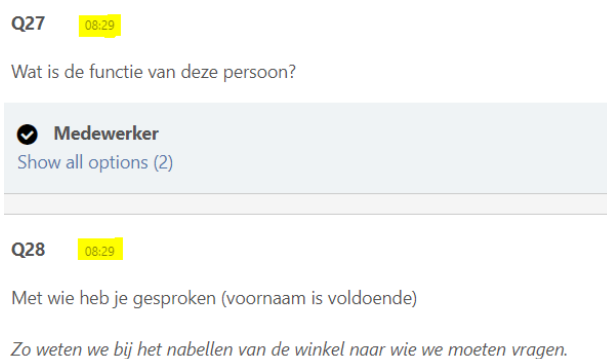 Q27 08:29
Wat is de functie van deze persoon?
Medewerker
Show all options (2)
Q28 08:29
Met wie heb je gesproken (voornaam is voldoende)
Zo weten we bij het nabellen van de winkel naar wie we moeten vragen.